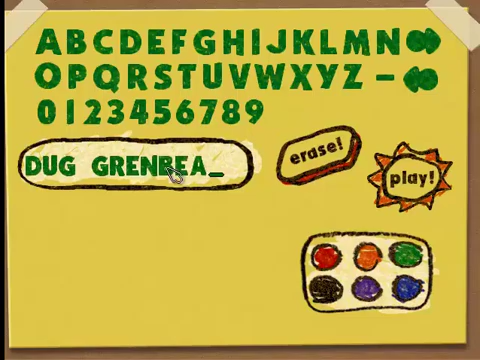 ABCDEFGHIJKLMN
OPQRSTUVWXYZ -
0123456789
DUG GRENBEA_
erase!
play!